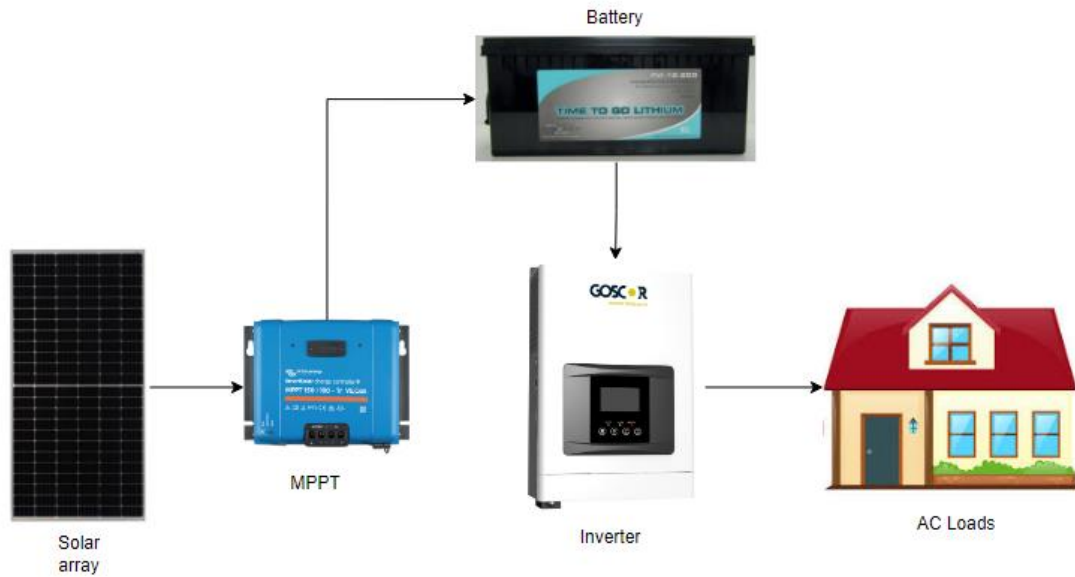 Battery
TIME TO GO LITHIUM
GOSCOR
MPPT
Solar
array
Inverter
AC Loads